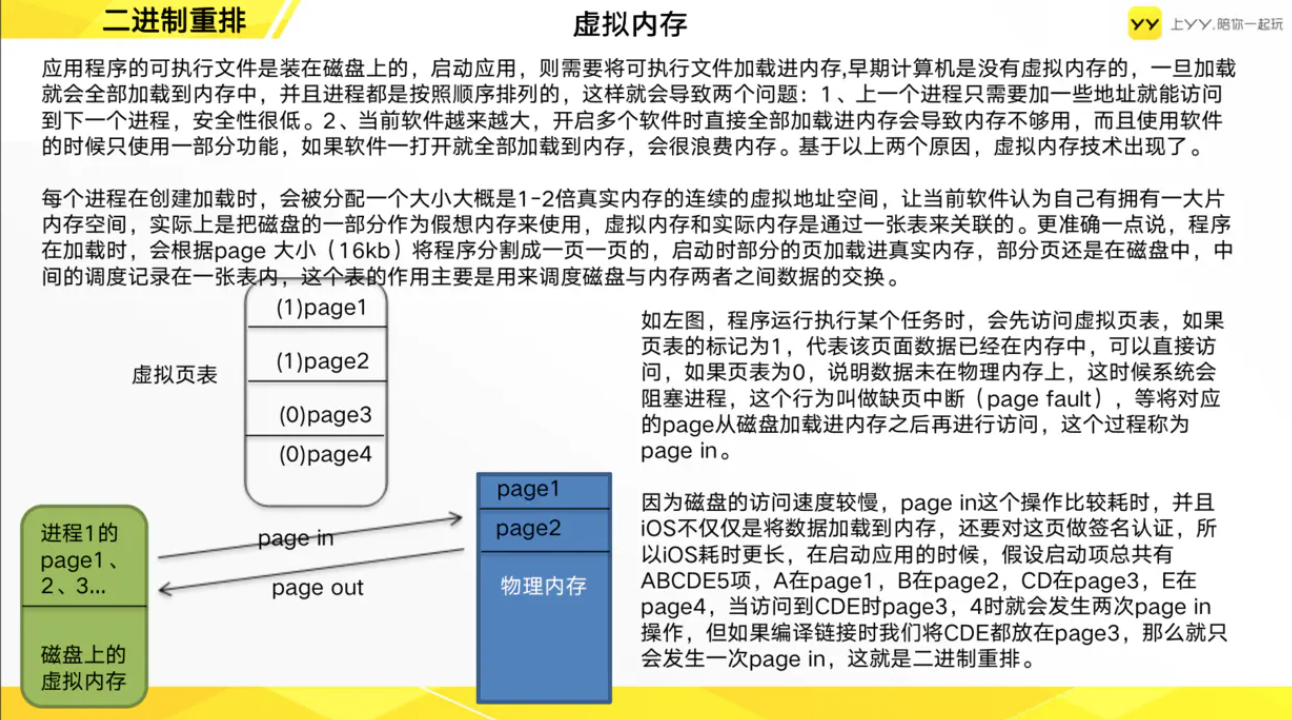 二进制重排
虚拟内存
YY
上YY.陪你一起玩
应用程序的可执行文件是装在磁盘上的，启动应用，则需要将可执行文件加载进内存,早期计算机是没有虚拟内存的，一旦加载
就会全部加载到内存中，并且进程都是按照顺序排列的，这样就会导致两个问题：1、上一个进程只需要加一些地址就能访问
到下一个进程，安全性很低。2、当前软件越来越大，开启多个软件时直接全部加载进内存会导致内存不够用，而且使用软件
的时候只使用一部分功能，如果软件一打开就全部加载到内存，会很浪费内存。基于以上两个原因，虚拟内存技术出现了。
每个进程在创建加载时，会被分配一个大小大概是1-2倍真实内存的连续的虚拟地址空间，让当前软件认为自己有拥有一大片
内存空间，实际上是把磁盘的一部分作为假想内存来使用，虚拟内存和实际内存是通过一张表来关联的。更准确一点说，程序
在加载时，会根据page 大小（16kb）将程序分割成一页一页的，启动时部分的页加载进真实内存，部分页还是在磁盘中，中
间的调度记录在一张表内，这个表的作用主要是用来调度磁盘与内存两者之间数据的交换。
(1)page1
(1)page2
虚拟页表
(0)page3
(0)page4
进程1的
page1、
2、3...
磁盘上的
虚拟内存
page in
page out
page1
page2
物理内存
如左图，程序运行执行某个任务时，会先访问虚拟页表，如果
页表的标记为1，代表该页面数据已经在内存中，可以直接访
问，如果页表为0，说明数据未在物理内存上，这时候系统会
阻塞进程，这个行为叫做缺页中断（page fault），等将对应
的page从磁盘加载进内存之后再进行访问，这个过程称为
page in。
因为磁盘的访问速度较慢，page in这个操作比较耗时，并且
iOS不仅仅是将数据加载到内存，还要对这页做签名认证，所
以iOS耗时更长，在启动应用的时候，假设启动项总共有
ABCDE5项，A在page1，B在page2，CD在page3，E在
page4，当访问到CDE时page3，4时就会发生两次page in
操作，但如果编译链接时我们将CDE都放在page3，那么就只
会发生一次page in，这就是二进制重排。